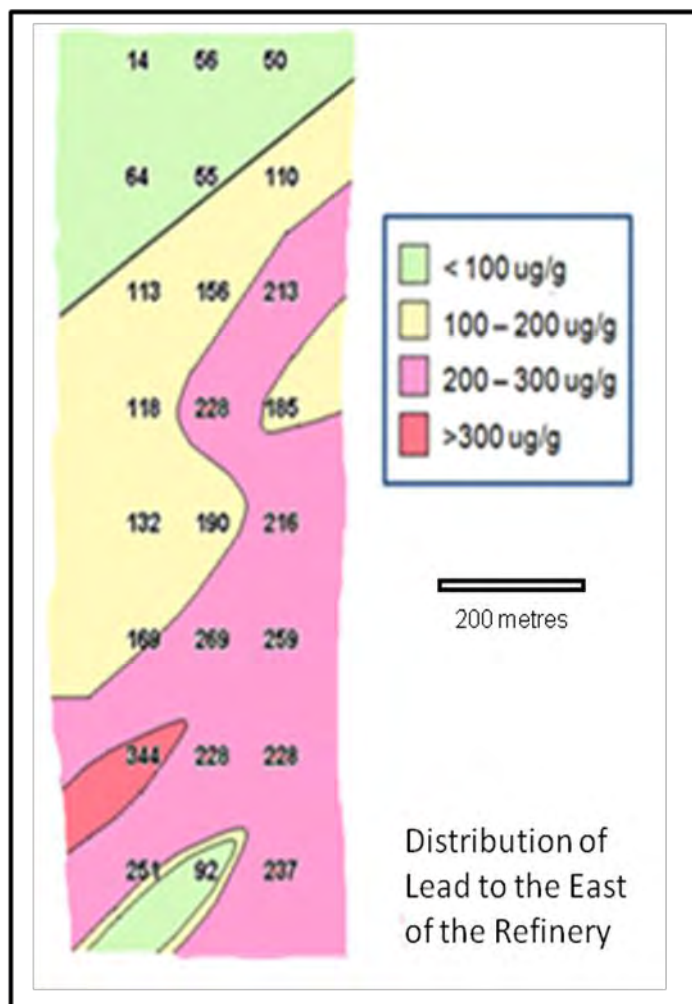 14 56 50
64 55 110
113 156 213
118 228 185
132 190 216
169 269 259
344 228 228
251 92 237
< 100 ug/g
100 – 200 ug/g
200 – 300 ug/g
>300 ug/g
200 metres
Distribution of
Lead to the East
of the Refinery